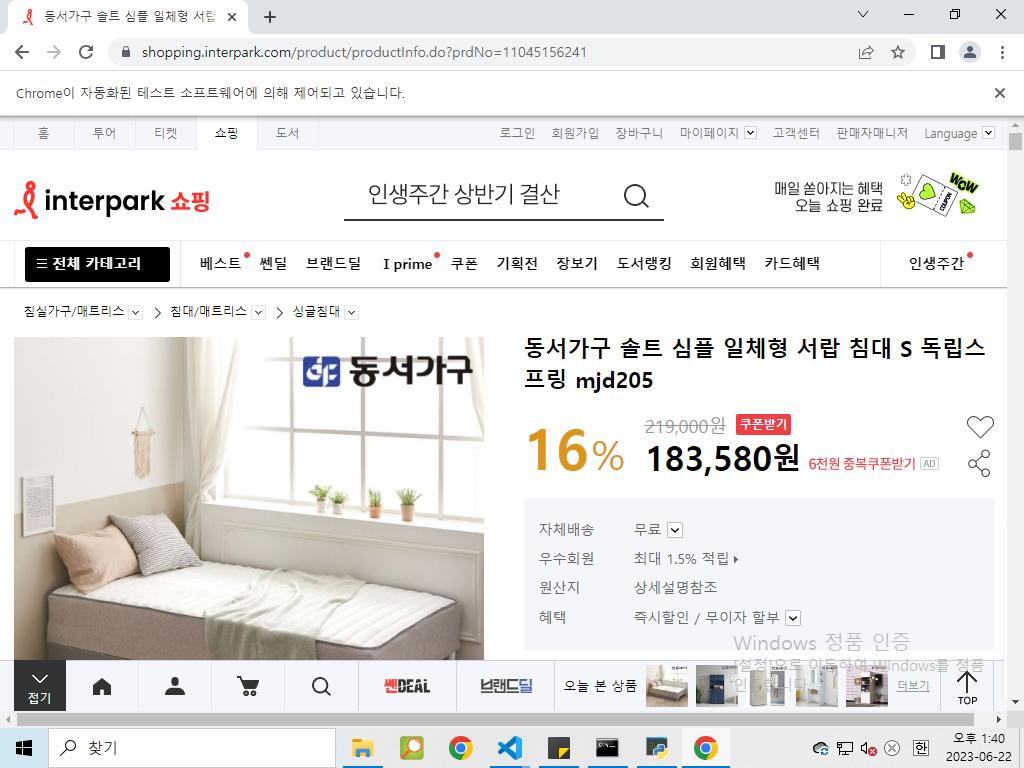 동서가구 솔트 심플 일체형 서랍
shopping.interpark.com/product/productInfo.do?prdNo=11045156241
Chrome이 자동화된 테스트 소프트웨어에 의해 제어되고 있습니다.
홈 투어 티켓 쇼핑 도서 로그인 회원가입 장바구니 마이페이지 고객센터 판매자매니저 Language
interpark 쇼핑
인생주간 상반기 결산
매일 쏟아지는 혜택
오늘 쇼핑 완료
WOW
COUPON
전체 카테고리 베스트 쎈딜 브랜드딜 I prime 쿠폰 기획전 장보기 도서랭킹 회원혜택 카드혜택 인생주간
침실가구/매트리스 침대/매트리스 싱글침대
동서가구
동서가구 솔트 심플 일체형 서랍 침대 S 독립스
프링 mjd205
16%
219,000원 쿠폰받기
183,580원 6천원 중복쿠폰받기 AD
자체배송 무료
우수회원 최대 1.5% 적립
원산지 상세설명참조
혜택 즉시할인 / 무이자 할부
Windows 정품 인증
[설정]으로 이동하여 Windows를 정품
인증합니다.
접기
쎈DEAL
브랜드딜
오늘 본 상품
더보기
TOP
찾기
한
오후 1:40
2023-06-22